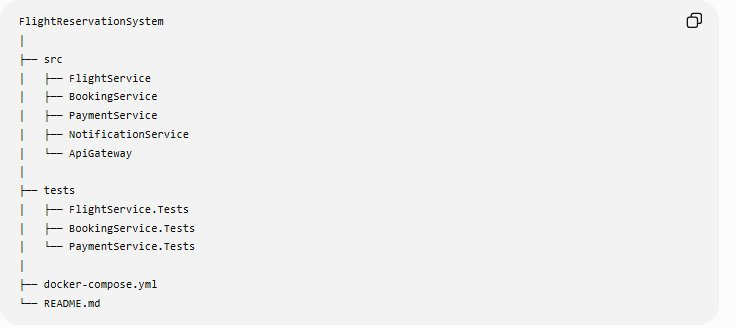 FlightReservationSystem
│
├── src
│   ├── FlightService
│   ├── BookingService
│   ├── PaymentService
│   ├── NotificationService
│   └── ApiGateway
│
├── tests
│   ├── FlightService.Tests
│   ├── BookingService.Tests
│   └── PaymentService.Tests
│
├── docker-compose.yml
└── README.md